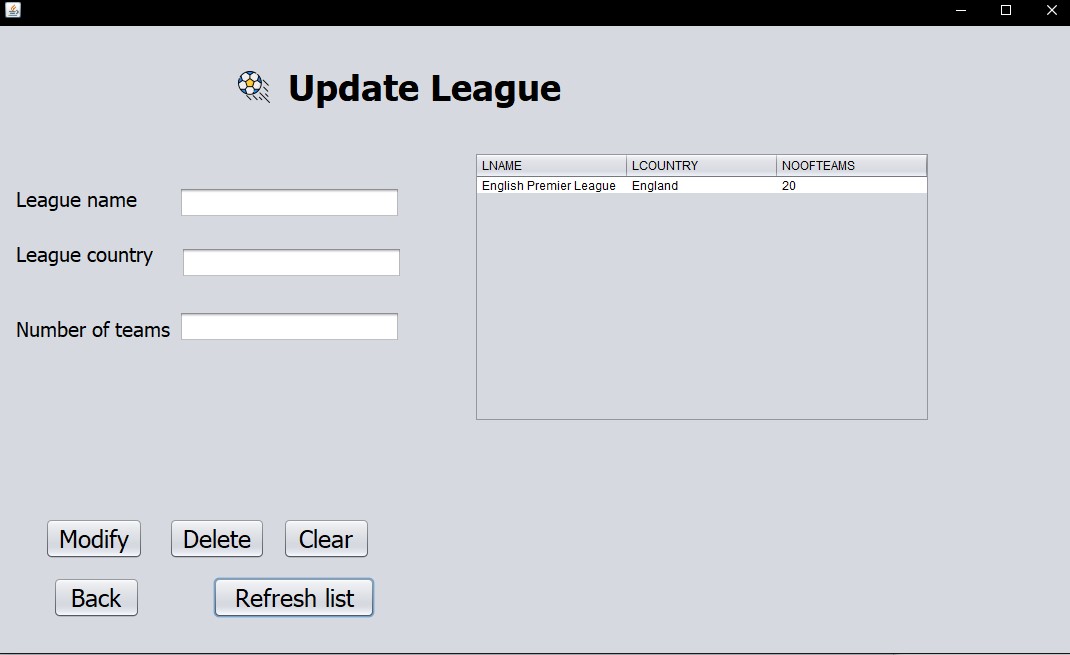 Update League
League name
League country
Number of teams
LNAME LCOUNTRY NOOFTEAMS
English Premier League England 20
Modify Delete Clear
Back Refresh list